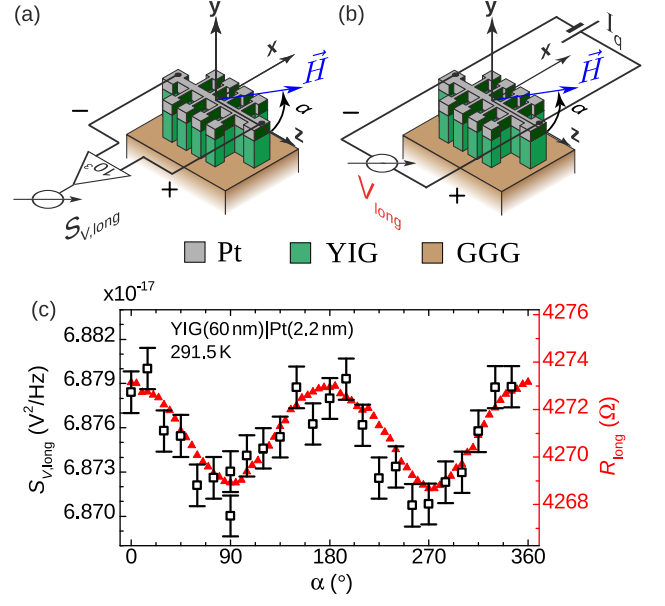 (a)
y
x
H
α
z
−
+
10³
S_V,long
(b)
y
x
I_q
H
α
z
−
+
V_long
Pt
YIG
GGG
(c)
x10⁻¹⁷
YIG(60 nm)|Pt(2.2 nm)
291.5 K
6.882
6.879
6.876
6.873
6.870
S_V,long (V²/Hz)
4276
4274
4272
4270
4268
R_long (Ω)
0
90
180
270
360
α (°)